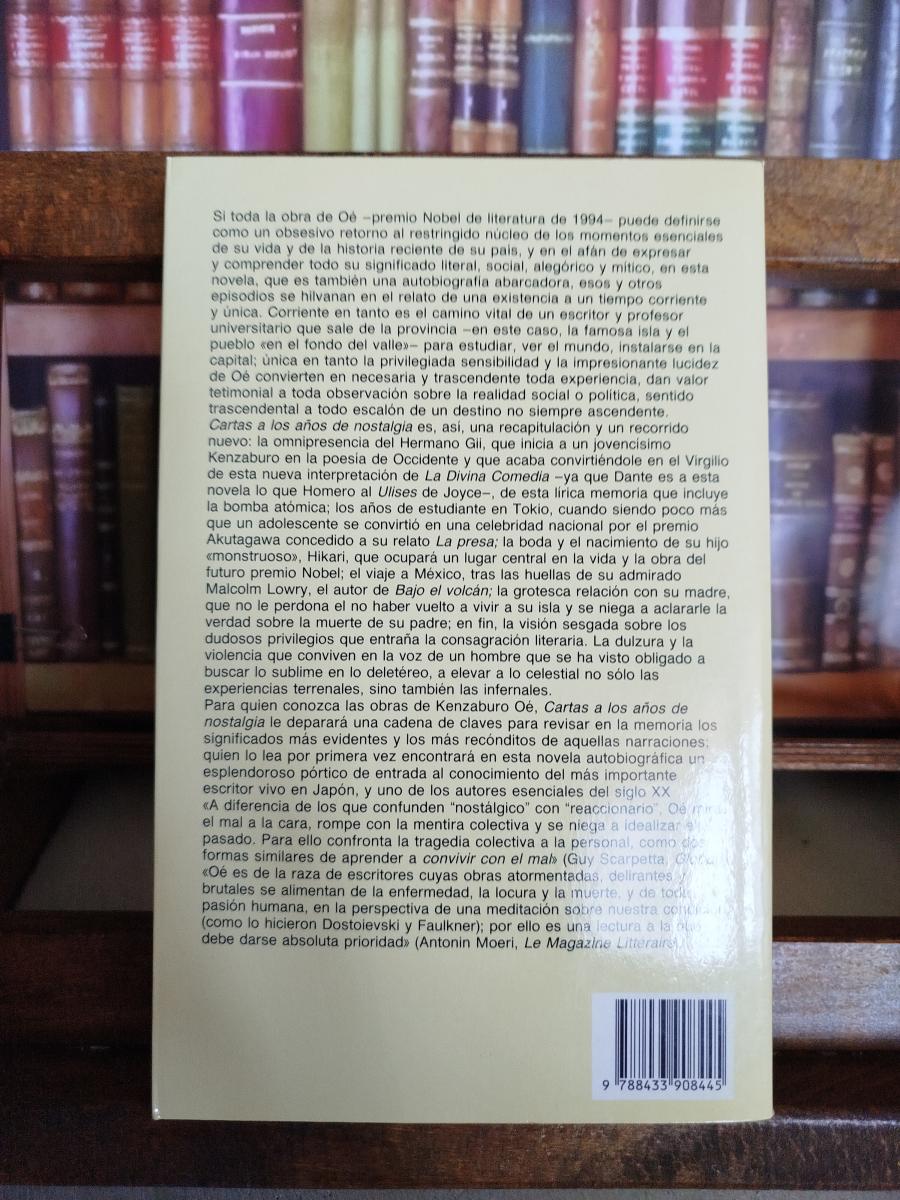 Si toda la obra de Oé –premio Nobel de literatura de 1994– puede definirse
como un obsesivo retorno al restringido núcleo de los momentos esenciales
de su vida y de la historia reciente de su país, y en el afán de expresar
y comprender todo su significado literal, social, alegórico y mítico, en esta
novela, que es también una autobiografía abarcadora, esos y otros
episodios se hilvanan en el relato de una existencia a un tiempo corriente
y única. Corriente en tanto es el camino vital de un escritor y profesor
universitario que sale de la provincia –en este caso, la famosa isla y el
pueblo «en el fondo del valle»– para estudiar, ver el mundo, instalarse en la
capital; única en tanto la privilegiada sensibilidad y la impresionante lucidez
de Oé convierten en necesaria y trascendente toda experiencia, dan valor
tetimonial a toda observación sobre la realidad social o política, sentido
trascendental a todo escalón de un destino no siempre ascendente.
Cartas a los años de nostalgia es, así, una recapitulación y un recorrido
nuevo: la omnipresencia del Hermano Gii, que inicia a un jovencísimo
Kenzaburo en la poesía de Occidente y que acaba convirtiéndole en el Virgilio
de esta nueva interpretación de La Divina Comedia –ya que Dante es a esta
novela lo que Homero al Ulises de Joyce–, de esta lírica memoria que incluye
la bomba atómica; los años de estudiante en Tokio, cuando siendo poco más
que un adolescente se convirtió en una celebridad nacional por el premio
Akutagawa concedido a su relato La presa; la boda y el nacimiento de su hijo
«monstruoso», Hikari, que ocupará un lugar central en la vida y la obra del
futuro premio Nobel; el viaje a México, tras las huellas de su admirado
Malcolm Lowry, el autor de Bajo el volcán; la grotesca relación con su madre,
que no le perdona el no haber vuelto a vivir a su isla y se niega a aclararle la
verdad sobre la muerte de su padre; en fin, la visión sesgada sobre los
dudosos privilegios que entraña la consagración literaria. La dulzura y la
violencia que conviven en la voz de un hombre que se ha visto obligado a
buscar lo sublime en lo deletéreo, a elevar a lo celestial no sólo las
experiencias terrenales, sino también las infernales.
Para quien conozca las obras de Kenzaburo Oé, Cartas a los años de
nostalgia le deparará una cadena de claves para revisar en la memoria los
significados más evidentes y los más recónditos de aquellas narraciones;
quien lo lea por primera vez encontrará en esta novela autobiográfica un
esplendoroso pórtico de entrada al conocimiento del más importante
escritor vivo en Japón, y uno de los autores esenciales del siglo XX
«A diferencia de los que confunden “nostálgico” con “reaccionario”, Oé mira
el mal a la cara, rompe con la mentira colectiva y se niega a idealizar el
pasado. Para ello confronta la tragedia colectiva a la personal, como dos
formas similares de aprender a convivir con el mal» (Guy Scarpetta,
«Oé es de la raza de escritores cuyas obras atormentadas, delirantes y
brutales se alimentan de la enfermedad, la locura y la muerte, y de toda
pasión humana, en la perspectiva de una meditación sobre nuestra condición
(como lo hicieron Dostoievski y Faulkner); por ello es una lectura a la que
debe darse absoluta prioridad» (Antonin Moeri, Le Magazine Littéraire).
9 788433 908445